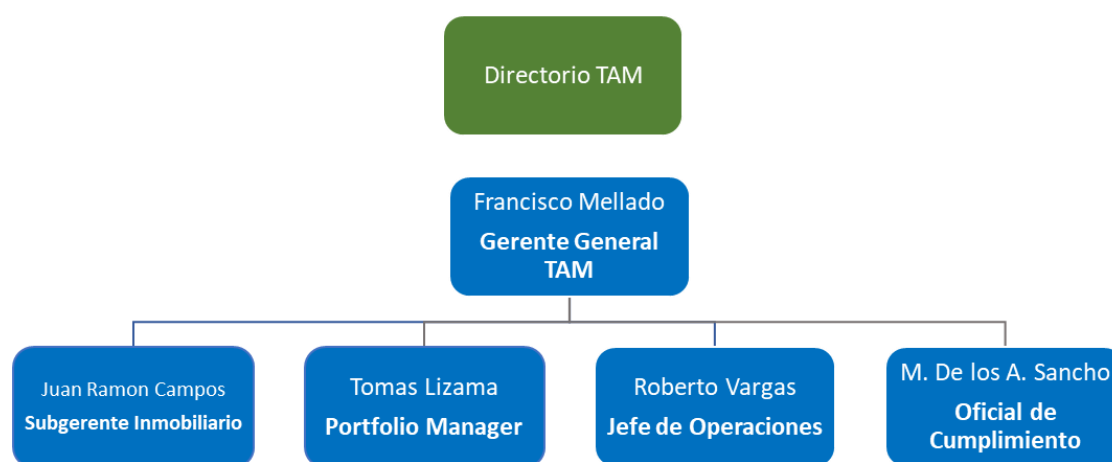 Directorio TAM
Francisco Mellado
Gerente General
TAM
Juan Ramon Campos
Subgerente Inmobiliario
Tomas Lizama
Portfolio Manager
Roberto Vargas
Jefe de Operaciones
M. De los A. Sancho
Oficial de
Cumplimiento